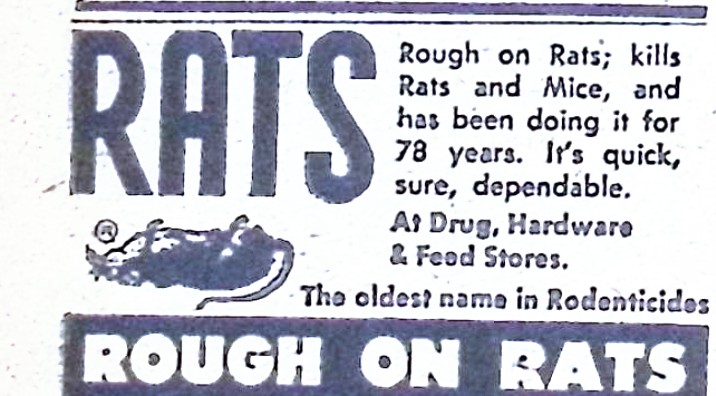 RATS
Rough on Rats; kills
Rats and Mice, and
has been doing it for
78 years. It's quick,
sure, dependable.
At Drug, Hardware
& Feed Stores.
®
The oldest name in Rodenticides
ROUGH ON RATS